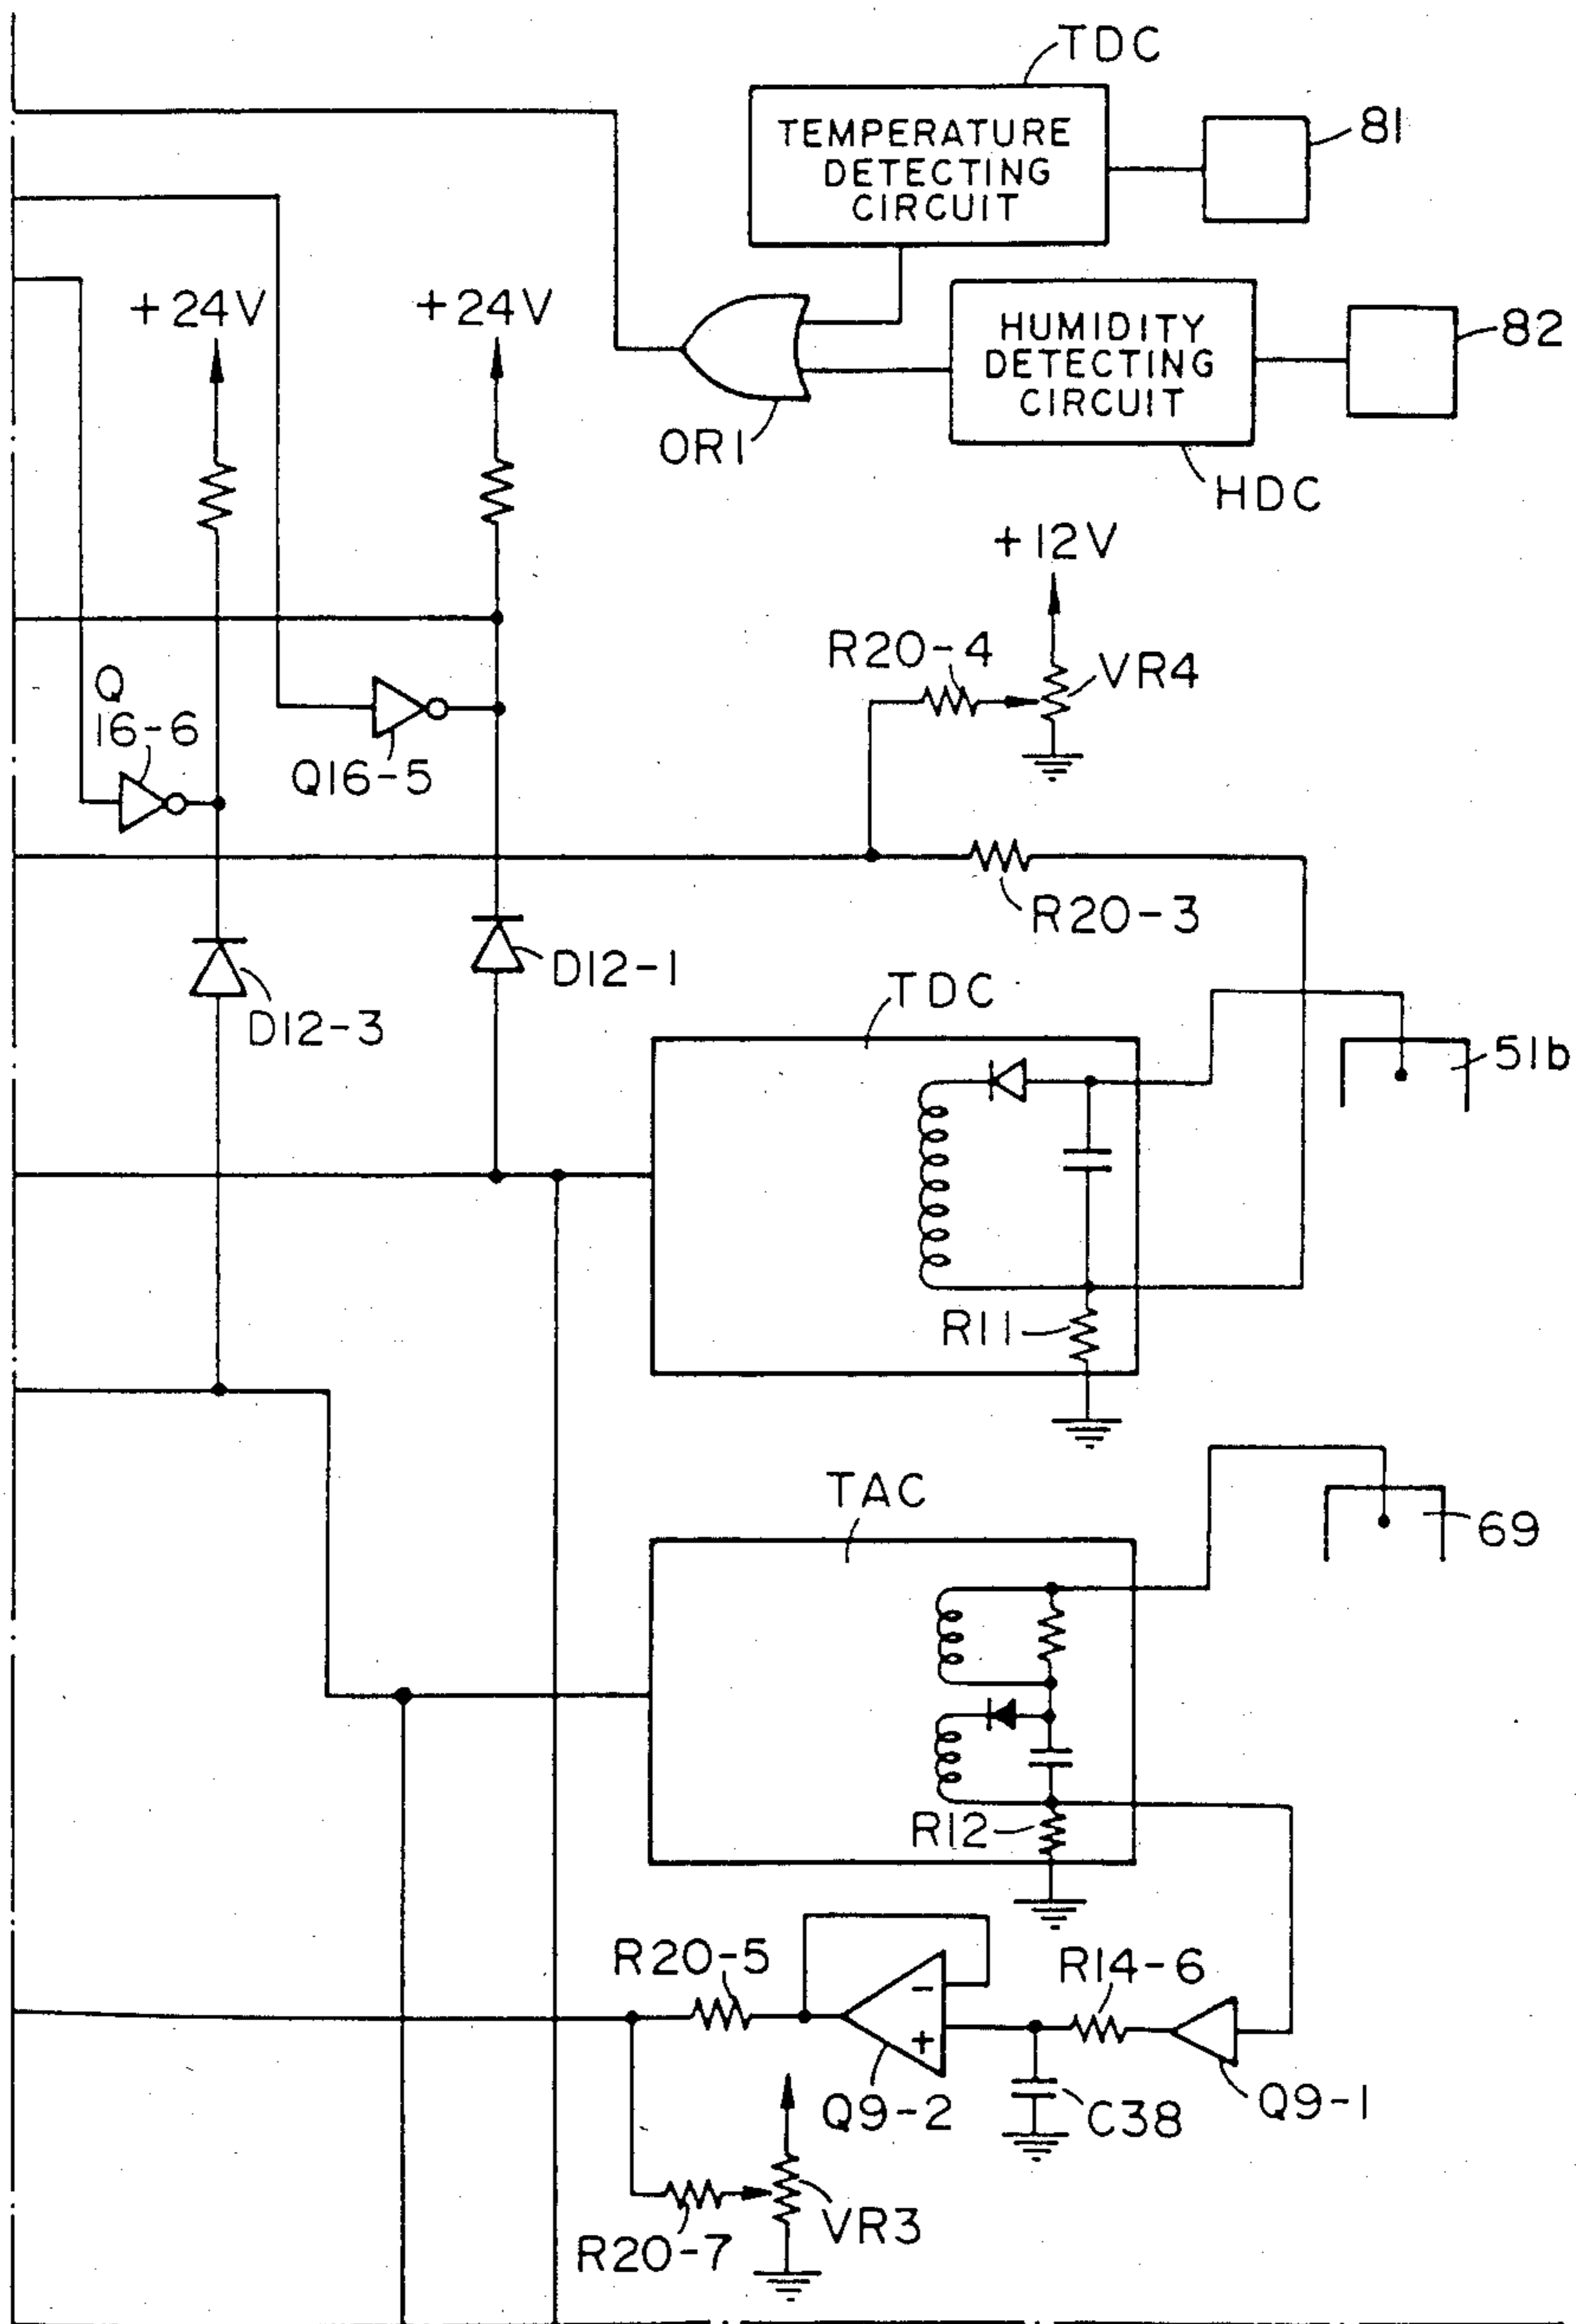 TDC
TEMPERATURE
DETECTING
CIRCUIT
81
+24V
+24V
HUMIDITY
DETECTING
CIRCUIT
82
OR1
HDC
+12V
R20-4
VR4
Q
16-6
Q16-5
R20-3
D12-1
TDC
D12-3
51b
R11
TAC
69
R12
R20-5
R14-6
-
+
Q9-2
C38
Q9-1
R20-7
VR3